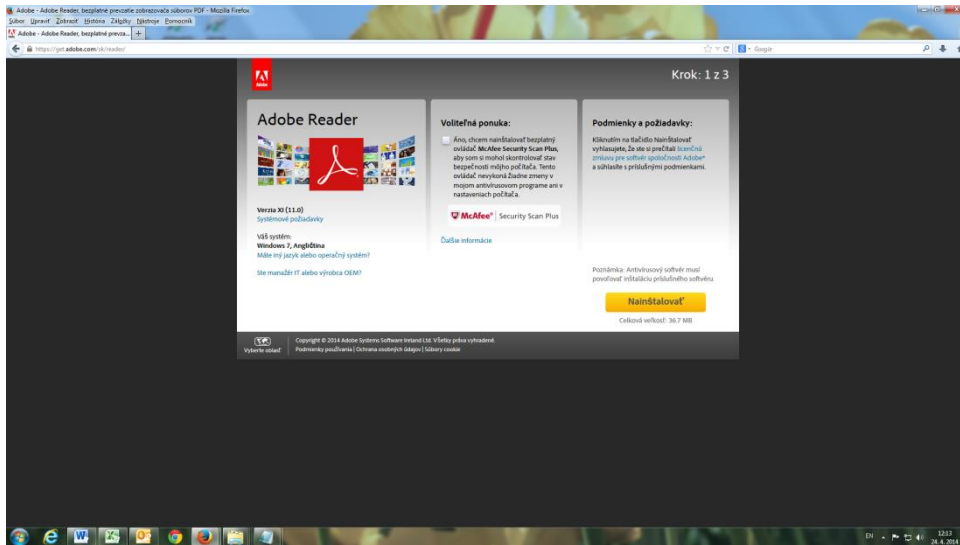 Adobe - Adobe Reader, bezplatné prevzatie zobrazovača súborov PDF - Mozilla Firefox
Súbor Upraviť Zobraziť História Záložky Nástroje Pomocník
Adobe - Adobe Reader, bezplatné prevza... +
https://get.adobe.com/sk/reader/
Google
Adobe
Krok: 1 z 3
Adobe Reader
Verzia XI (11.0)
Systémové požiadavky
Váš systém:
Windows 7, Angličtina
Máte iný jazyk alebo operačný systém?
Ste manažér IT alebo výrobca OEM?
Voliteľná ponuka:
Áno, chcem nainštalovať bezplatný
ovládač McAfee Security Scan Plus,
aby som si mohol skontrolovať stav
bezpečnosti môjho počítača. Tento
ovládač nevykoná žiadne zmeny v
mojom antivírusovom programe ani v
nastaveniach počítača.
McAfee® Security Scan Plus
Ďalšie informácie
Podmienky a požiadavky:
Kliknutím na tlačidlo Nainštalovať
vyhlasujete, že ste si prečítali licenčnú
zmluvu pre softvér spoločnosti Adobe*
a súhlasíte s príslušnými podmienkami.
Poznámka: Antivírusový softvér musí
povoľovať inštaláciu príslušného softvéru.
Nainštalovať
Celková veľkosť: 36.7 MB
Vyberte oblasť
Copyright © 2014 Adobe Systems Software Ireland Ltd. Všetky práva vyhradené.
Podmienky používania | Ochrana osobných údajov | Súbory cookie
EN
12:13
24.4.2014